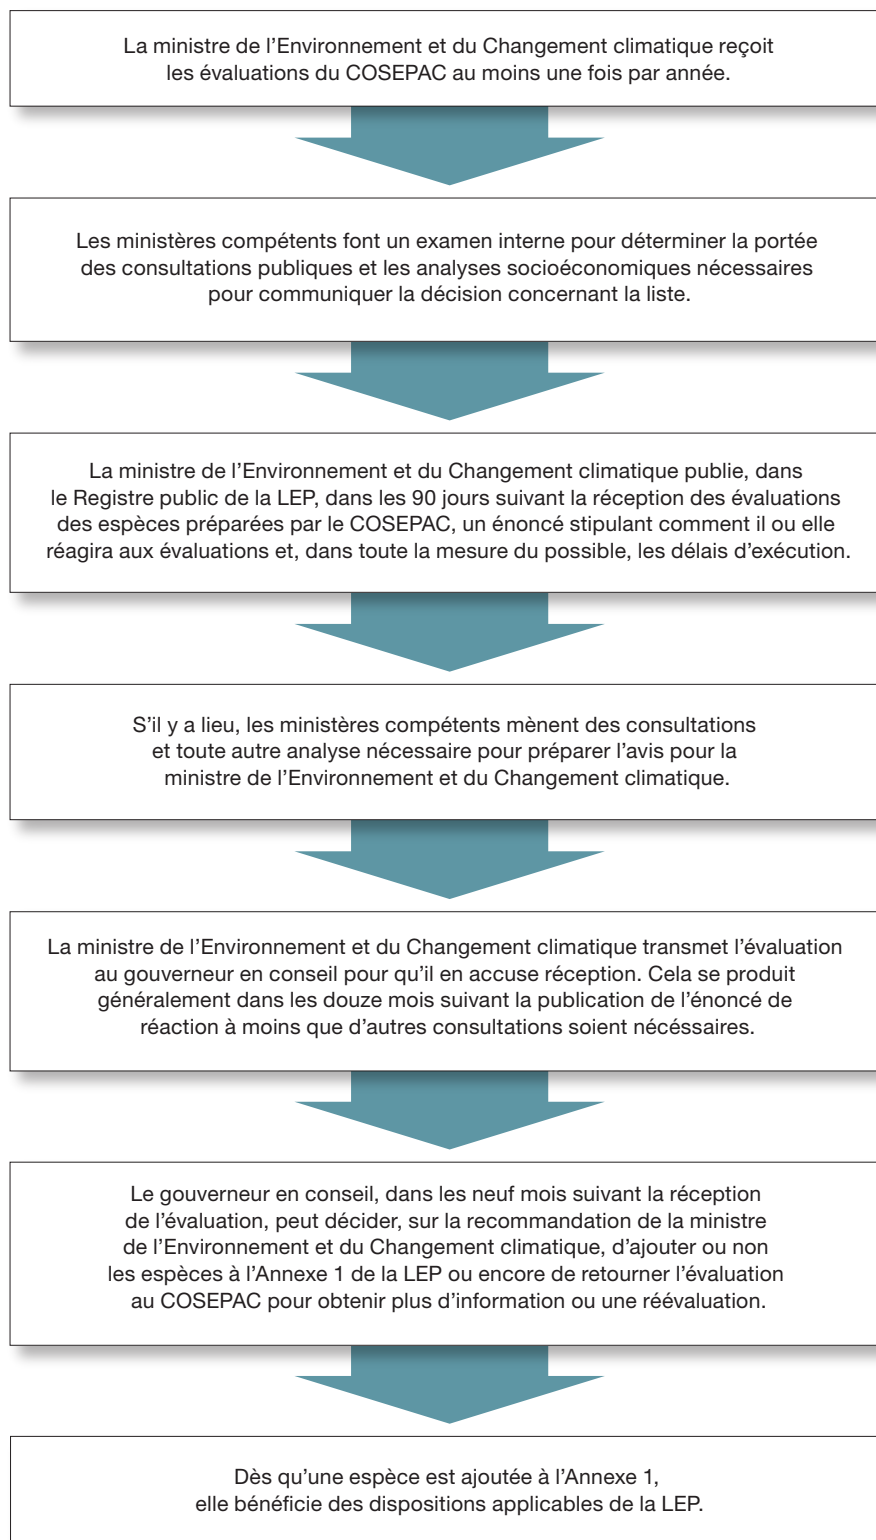 La ministre de l’Environnement et du Changement climatique reçoit
les évaluations du COSEPAC au moins une fois par année.
Les ministères compétents font un examen interne pour déterminer la portée
des consultations publiques et les analyses socioéconomiques nécessaires
pour communiquer la décision concernant la liste.
La ministre de l’Environnement et du Changement climatique publie, dans
le Registre public de la LEP, dans les 90 jours suivant la réception des évaluations
des espèces préparées par le COSEPAC, un énoncé stipulant comment il ou elle
réagira aux évaluations et, dans toute la mesure du possible, les délais d’exécution.
S’il y a lieu, les ministères compétents mènent des consultations
et toute autre analyse nécessaire pour préparer l’avis pour la
ministre de l’Environnement et du Changement climatique.
La ministre de l’Environnement et du Changement climatique transmet l’évaluation
au gouverneur en conseil pour qu’il en accuse réception. Cela se produit
généralement dans les douze mois suivant la publication de l’énoncé de
réaction à moins que d’autres consultations soient nécéssaires.
Le gouverneur en conseil, dans les neuf mois suivant la réception
de l’évaluation, peut décider, sur la recommandation de la ministre
de l’Environnement et du Changement climatique, d’ajouter ou non
les espèces à l’Annexe 1 de la LEP ou encore de retourner l’évaluation
au COSEPAC pour obtenir plus d’information ou une réévaluation.
Dès qu’une espèce est ajoutée à l’Annexe 1,
elle bénéficie des dispositions applicables de la LEP.